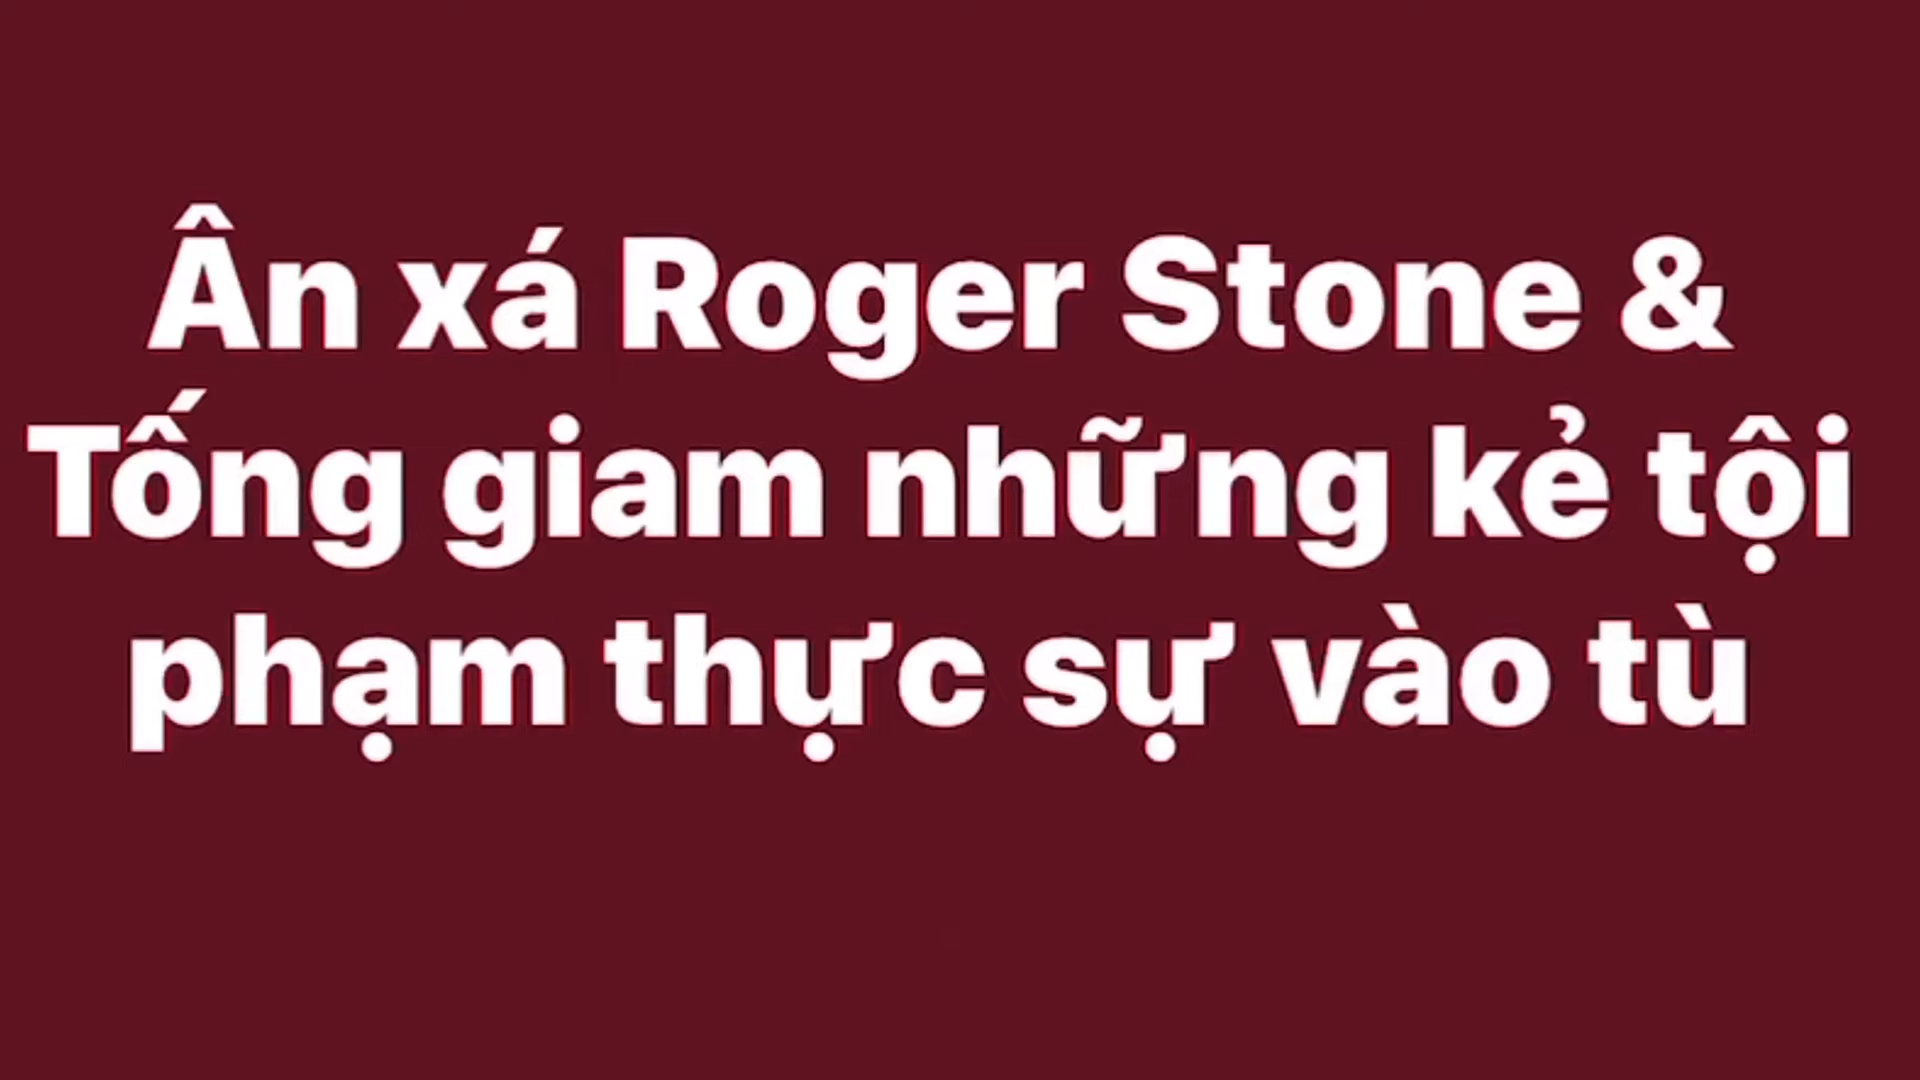 Ân xá Roger Stone &
Tống giam những kẻ tội
phạm thực sự vào tù